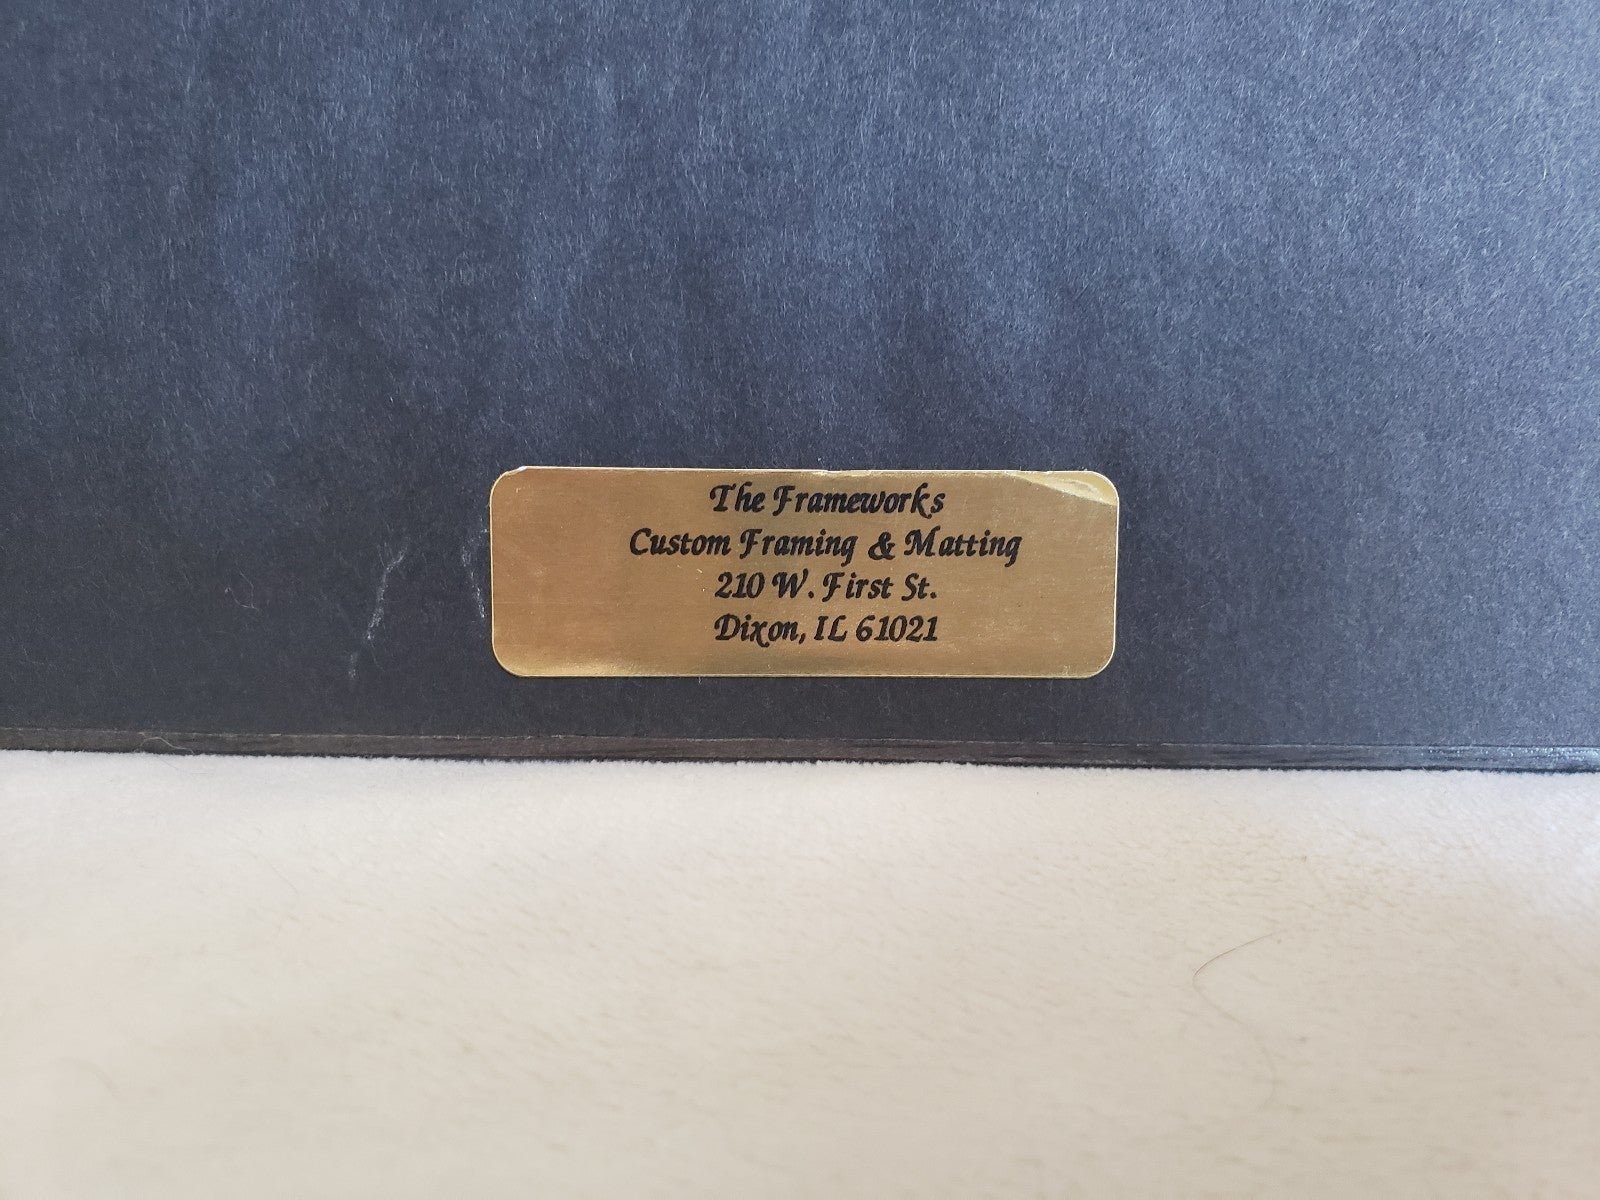 The Frameworks
Custom Framing & Matting
210 W. First St.
Dixon, IL 61021